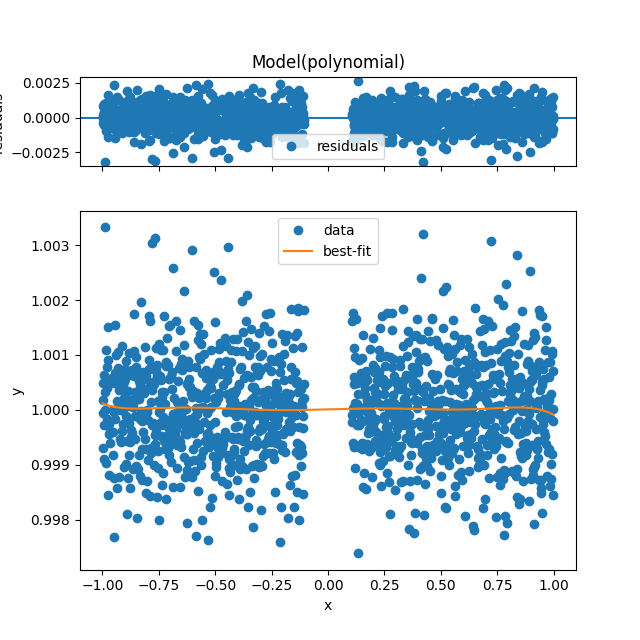 Model(polynomial)
0.0025
0.0000
−0.0025
residuals
residuals
1.003
1.002
1.001
1.000
0.999
0.998
y
data
best-fit
−1.00 −0.75 −0.50 −0.25 0.00 0.25 0.50 0.75 1.00
x